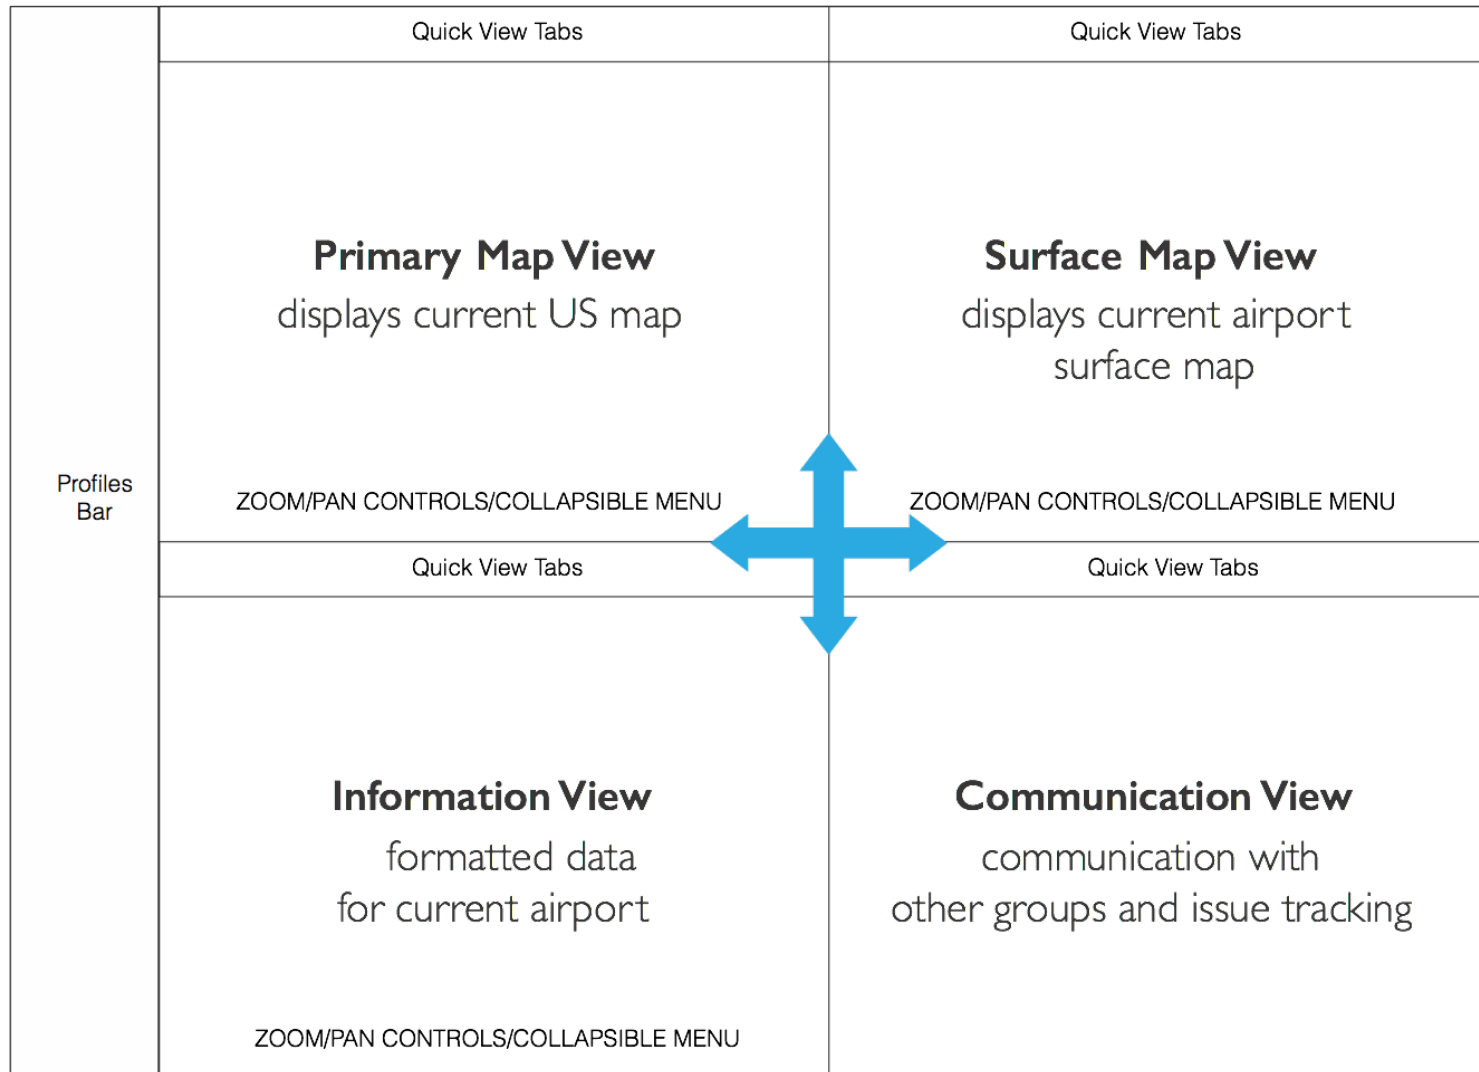 Quick View Tabs
Quick View Tabs
Primary Map View
displays current US map
Surface Map View
displays current airport
surface map
Profiles
Bar
ZOOM/PAN CONTROLS/COLLAPSIBLE MENU
ZOOM/PAN CONTROLS/COLLAPSIBLE MENU
Quick View Tabs
Quick View Tabs
Information View
formatted data
for current airport
Communication View
communication with
other groups and issue tracking
ZOOM/PAN CONTROLS/COLLAPSIBLE MENU